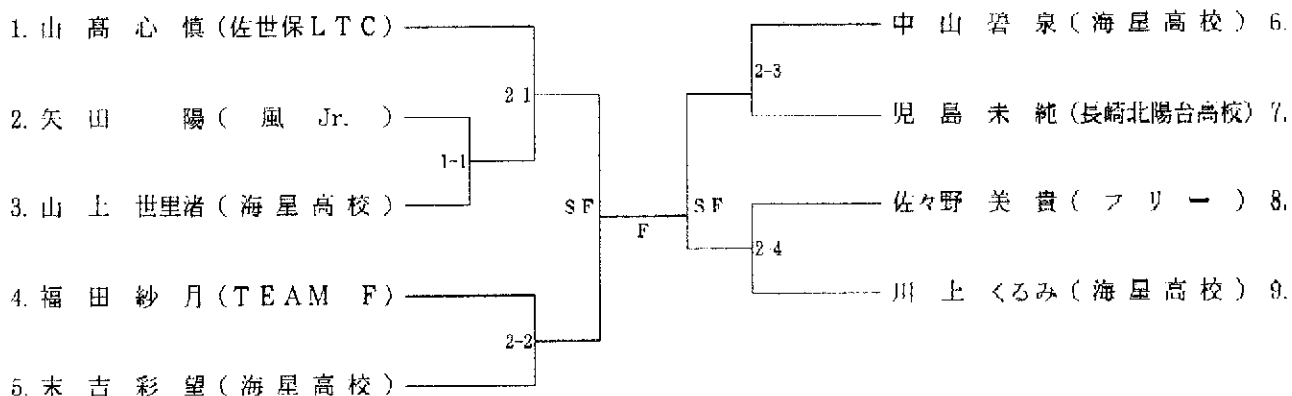 1. 山 髙 心 慎 (佐世保LTC)
2-1
2. 矢 田 陽 ( 風 Jr. )
1-1
3. 山 上 世里渚 ( 海 星 高 校 )
SF
4. 福 田 紗 月 (TEAM F)
2-2
5. 末 吉 彩 望 ( 海 星 高 校 )
F
中 山 碧 泉 ( 海 星 高 校 ) 6.
2-3
児 島 未 純 (長崎北陽台高校) 7.
SF
佐々野 美 貴 ( フ リ ー ) 8.
2-4
川 上 くるみ ( 海 星 高 校 ) 9.